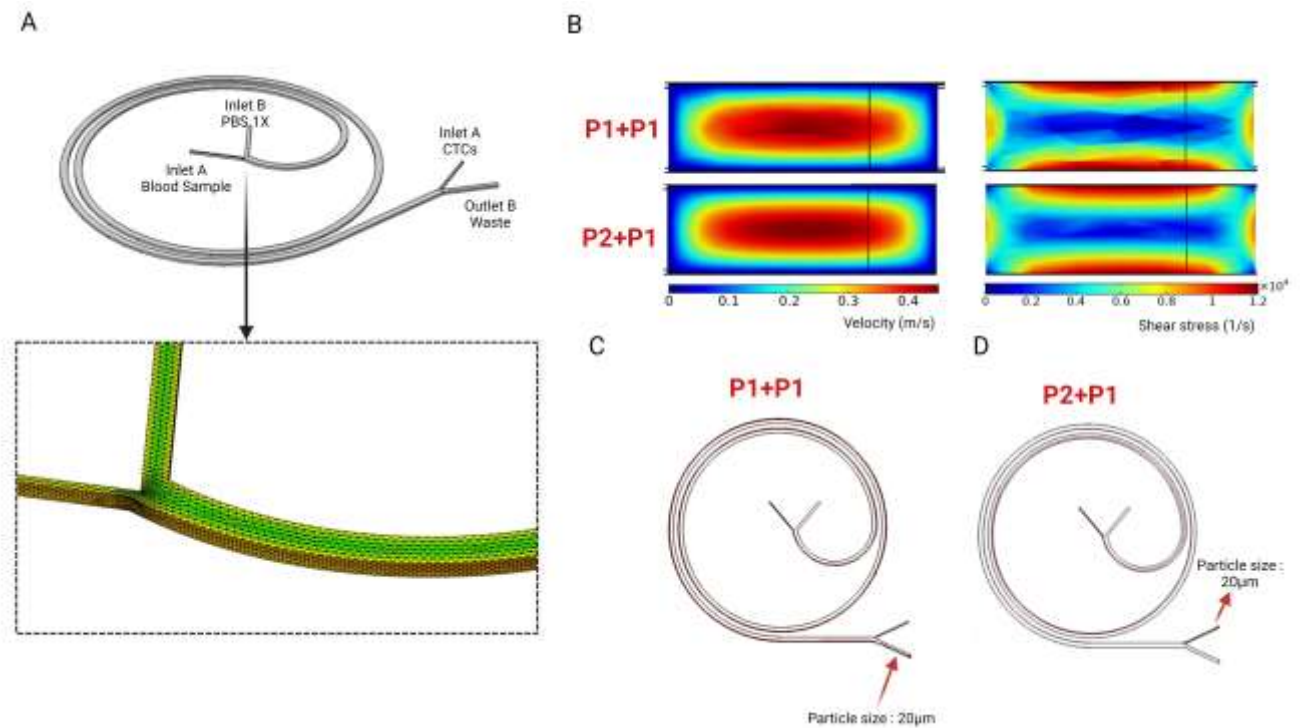 A
Inlet B
PBS 1X
Inlet A
Blood Sample
Inlet A
CTCs
Outlet B
Waste
B
P1+P1
P2+P1
0 0.1 0.2 0.3 0.4
Velocity (m/s)
0 0.2 0.4 0.6 0.8 1 1.2
×10⁴
Shear stress (1/s)
C
P1+P1
Particle size : 20μm
D
P2+P1
Particle size :
20μm